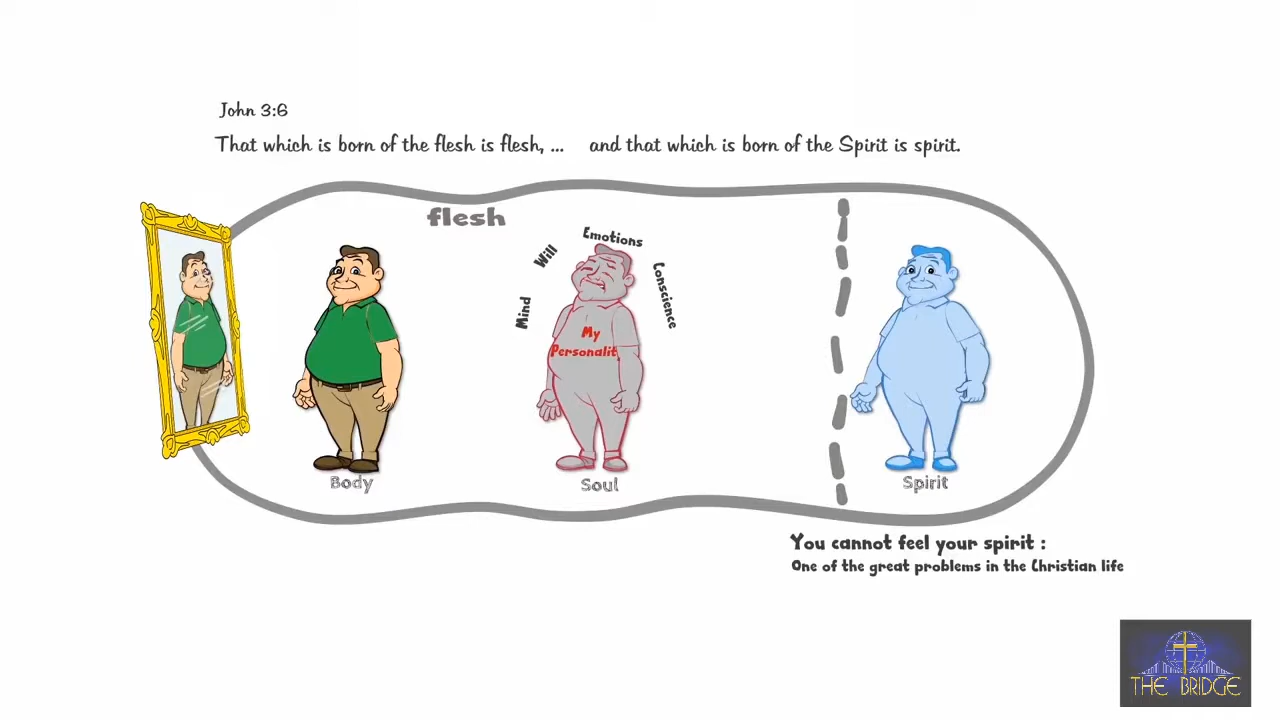 John 3:6
That which is born of the flesh is flesh, ... and that which is born of the Spirit is spirit.
flesh
Mind
Will
Emotions
Conscience
My
Personalit
Body
Soul
Spirit
You cannot feel your spirit :
One of the great problems in the Christian life
THE BRIDGE